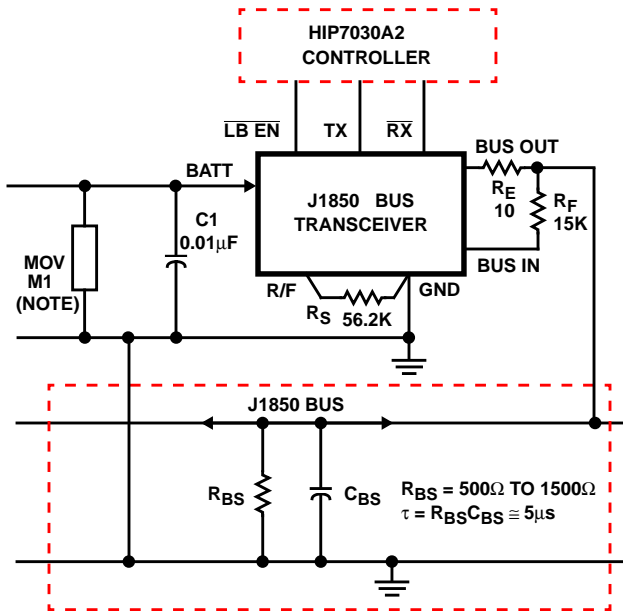 HIP7030A2
CONTROLLER
LB EN
TX
RX
BUS OUT
BATT
J1850 BUS
TRANSCEIVER
RE
10
RF
15K
C1
0.01µF
MOV
M1
(NOTE)
BUS IN
R/F
GND
RS
56.2K
J1850 BUS
RBS
CBS
RBS = 500Ω TO 1500Ω
τ = RBSCBS ≅ 5µs